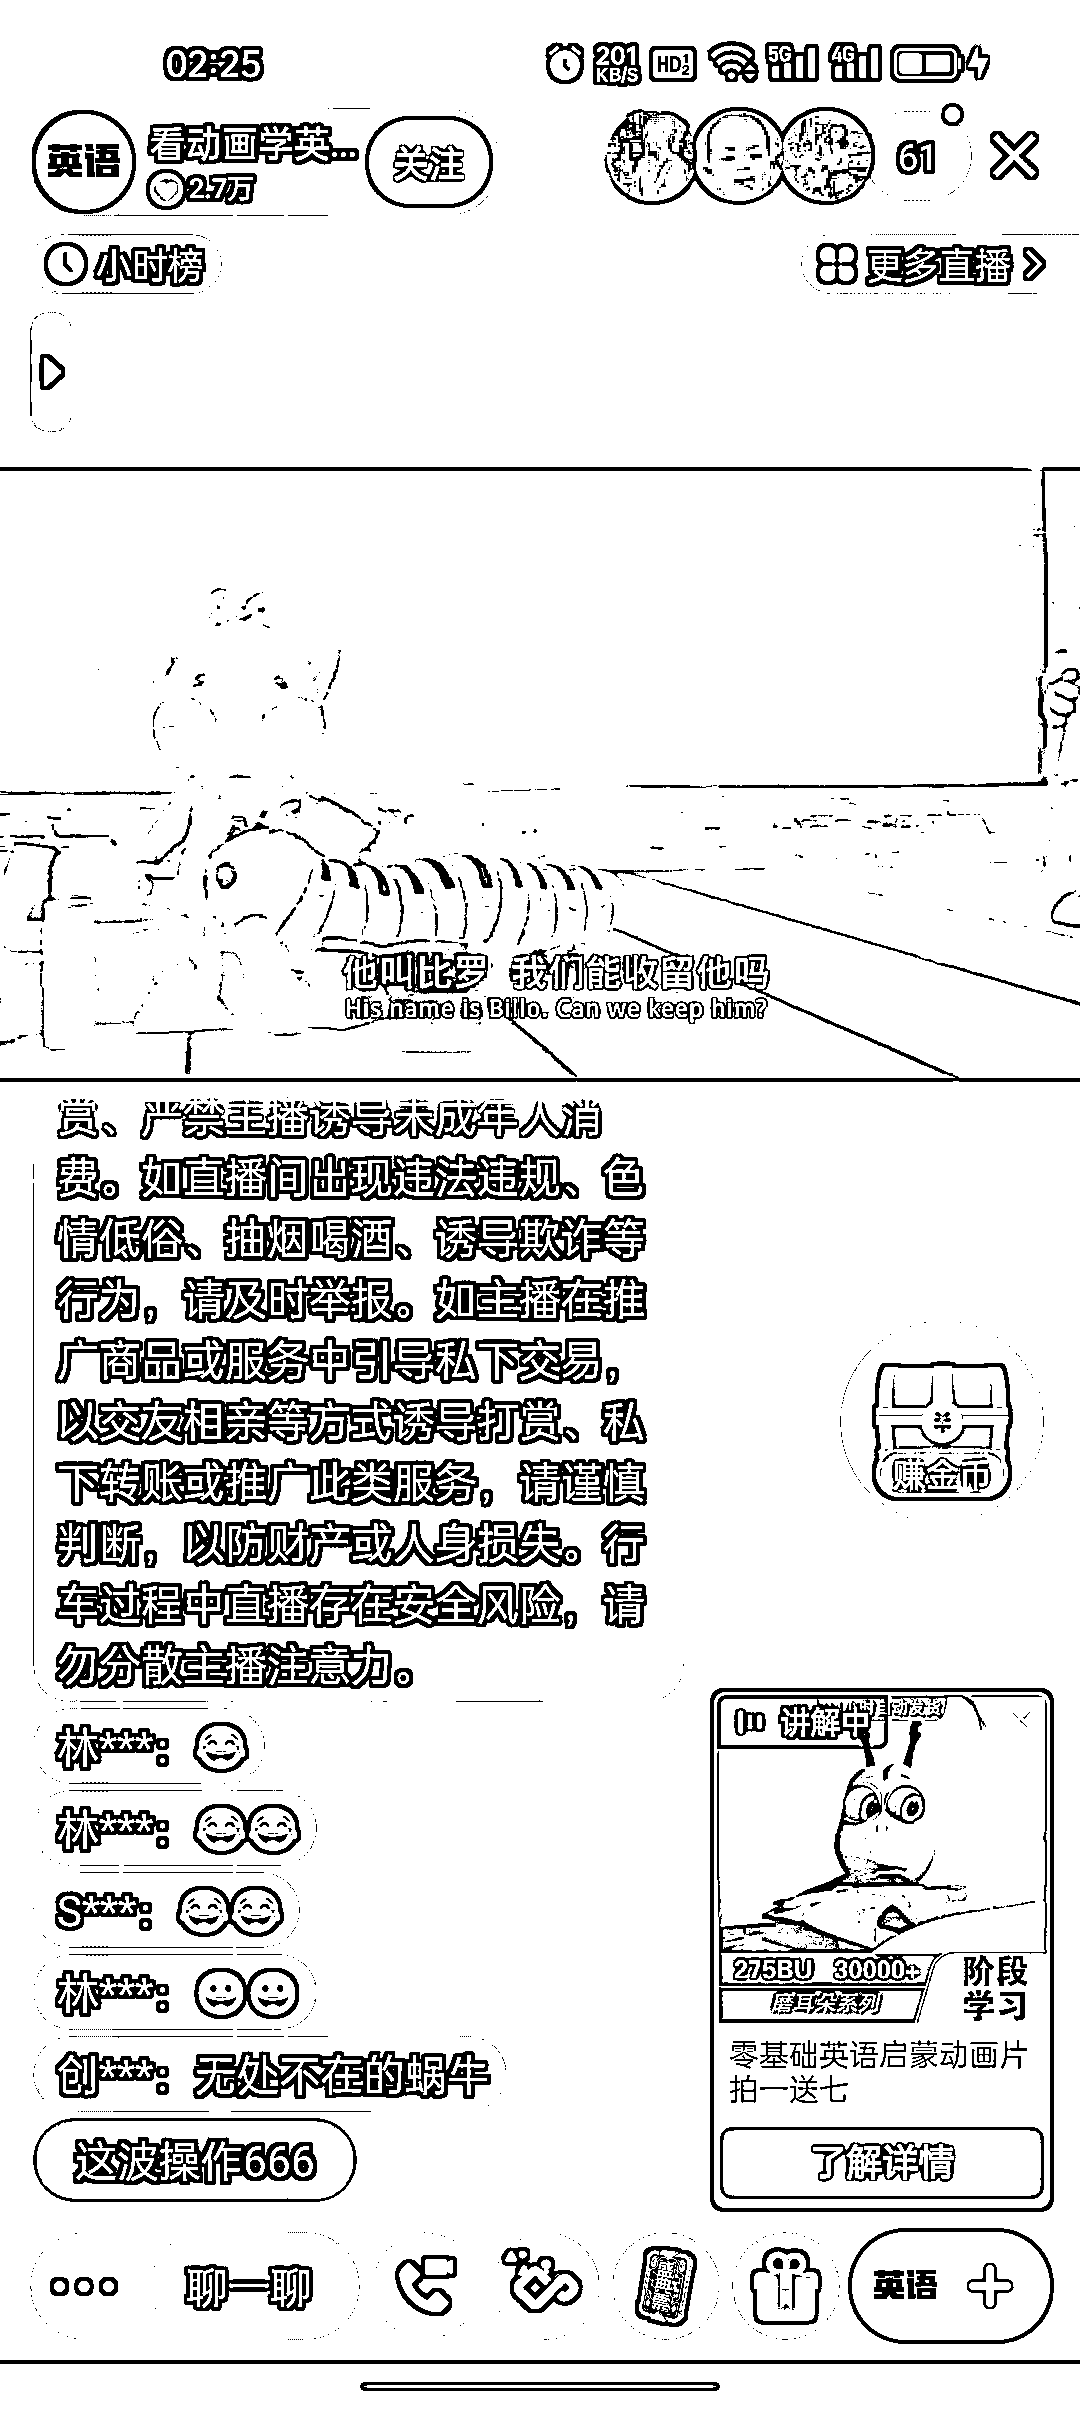 02:25
201
KB/S
HD
5G
4G
英语
看动画学英...
2.7万
关注
61
小时榜
更多直播
他叫比罗 我们能收留他吗
His name is Billo. Can we keep him?
赏、严禁主播诱导未成年人消
费。如直播间出现违法违规、色
情低俗、抽烟喝酒、诱导欺诈等
行为，请及时举报。如主播在推
广商品或服务中引导私下交易，
以交友相亲等方式诱导打赏、私
下转账或推广此类服务，请谨慎
判断，以防财产或人身损失。行
车过程中直播存在安全风险，请
勿分散主播注意力。
赚金币
林***：
林***：
S***：
林***：
创***：无处不在的蜗牛
这波操作666
讲解中
275BU 30000+
磨耳朵系列
阶段
学习
零基础英语启蒙动画片
拍一送七
了解详情
聊一聊
英语